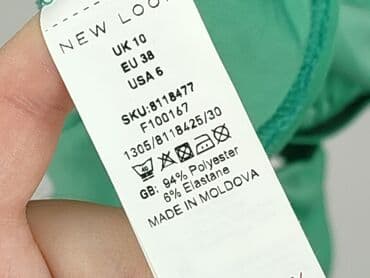 NEW LOOK
UK 10
EU 38
USA 6
SKU:8118477
F100167
1305/8118425/30
40
GB: 94% Polyester
6% Elastane
MADE IN MOLDOVA